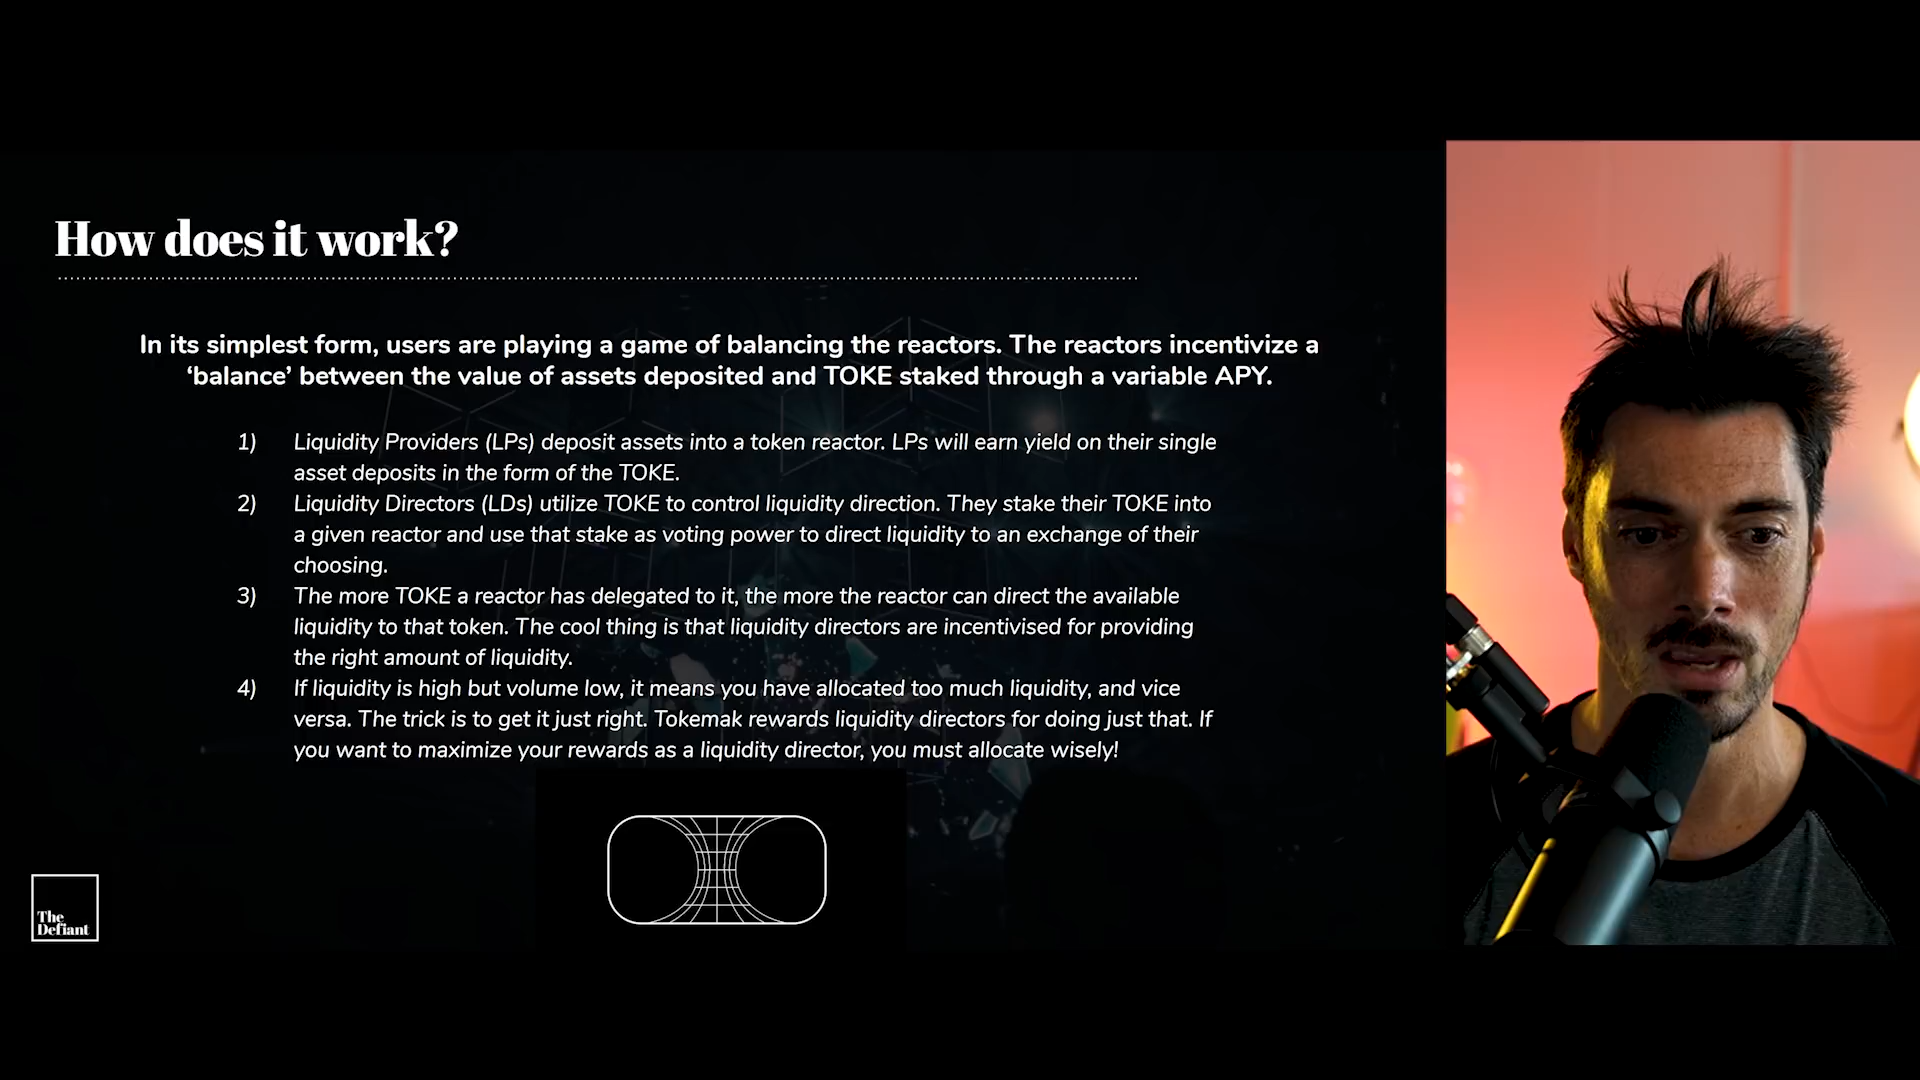 How does it work?
In its simplest form, users are playing a game of balancing the reactors. The reactors incentivize a
‘balance’ between the value of assets deposited and TOKE staked through a variable APY.
1) Liquidity Providers (LPs) deposit assets into a token reactor. LPs will earn yield on their single
asset deposits in the form of the TOKE.
2) Liquidity Directors (LDs) utilize TOKE to control liquidity direction. They stake their TOKE into
a given reactor and use that stake as voting power to direct liquidity to an exchange of their
choosing.
3) The more TOKE a reactor has delegated to it, the more the reactor can direct the available
liquidity to that token. The cool thing is that liquidity directors are incentivised for providing
the right amount of liquidity.
4) If liquidity is high but volume low, it means you have allocated too much liquidity, and vice
versa. The trick is to get it just right. Tokemak rewards liquidity directors for doing just that. If
you want to maximize your rewards as a liquidity director, you must allocate wisely!
The
Defiant